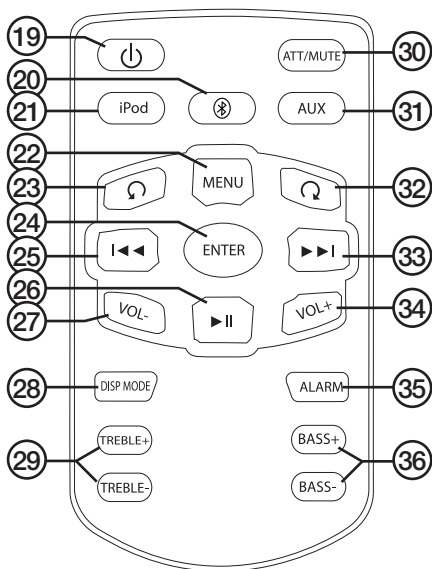 19
30
ATT/MUTE
20
21
iPod
AUX
31
22
MENU
23
32
24
ENTER
25
33
26
27
VOL-
VOL+
34
28
DISP MODE
ALARM
35
TREBLE+
BASS+
29
36
TREBLE-
BASS-